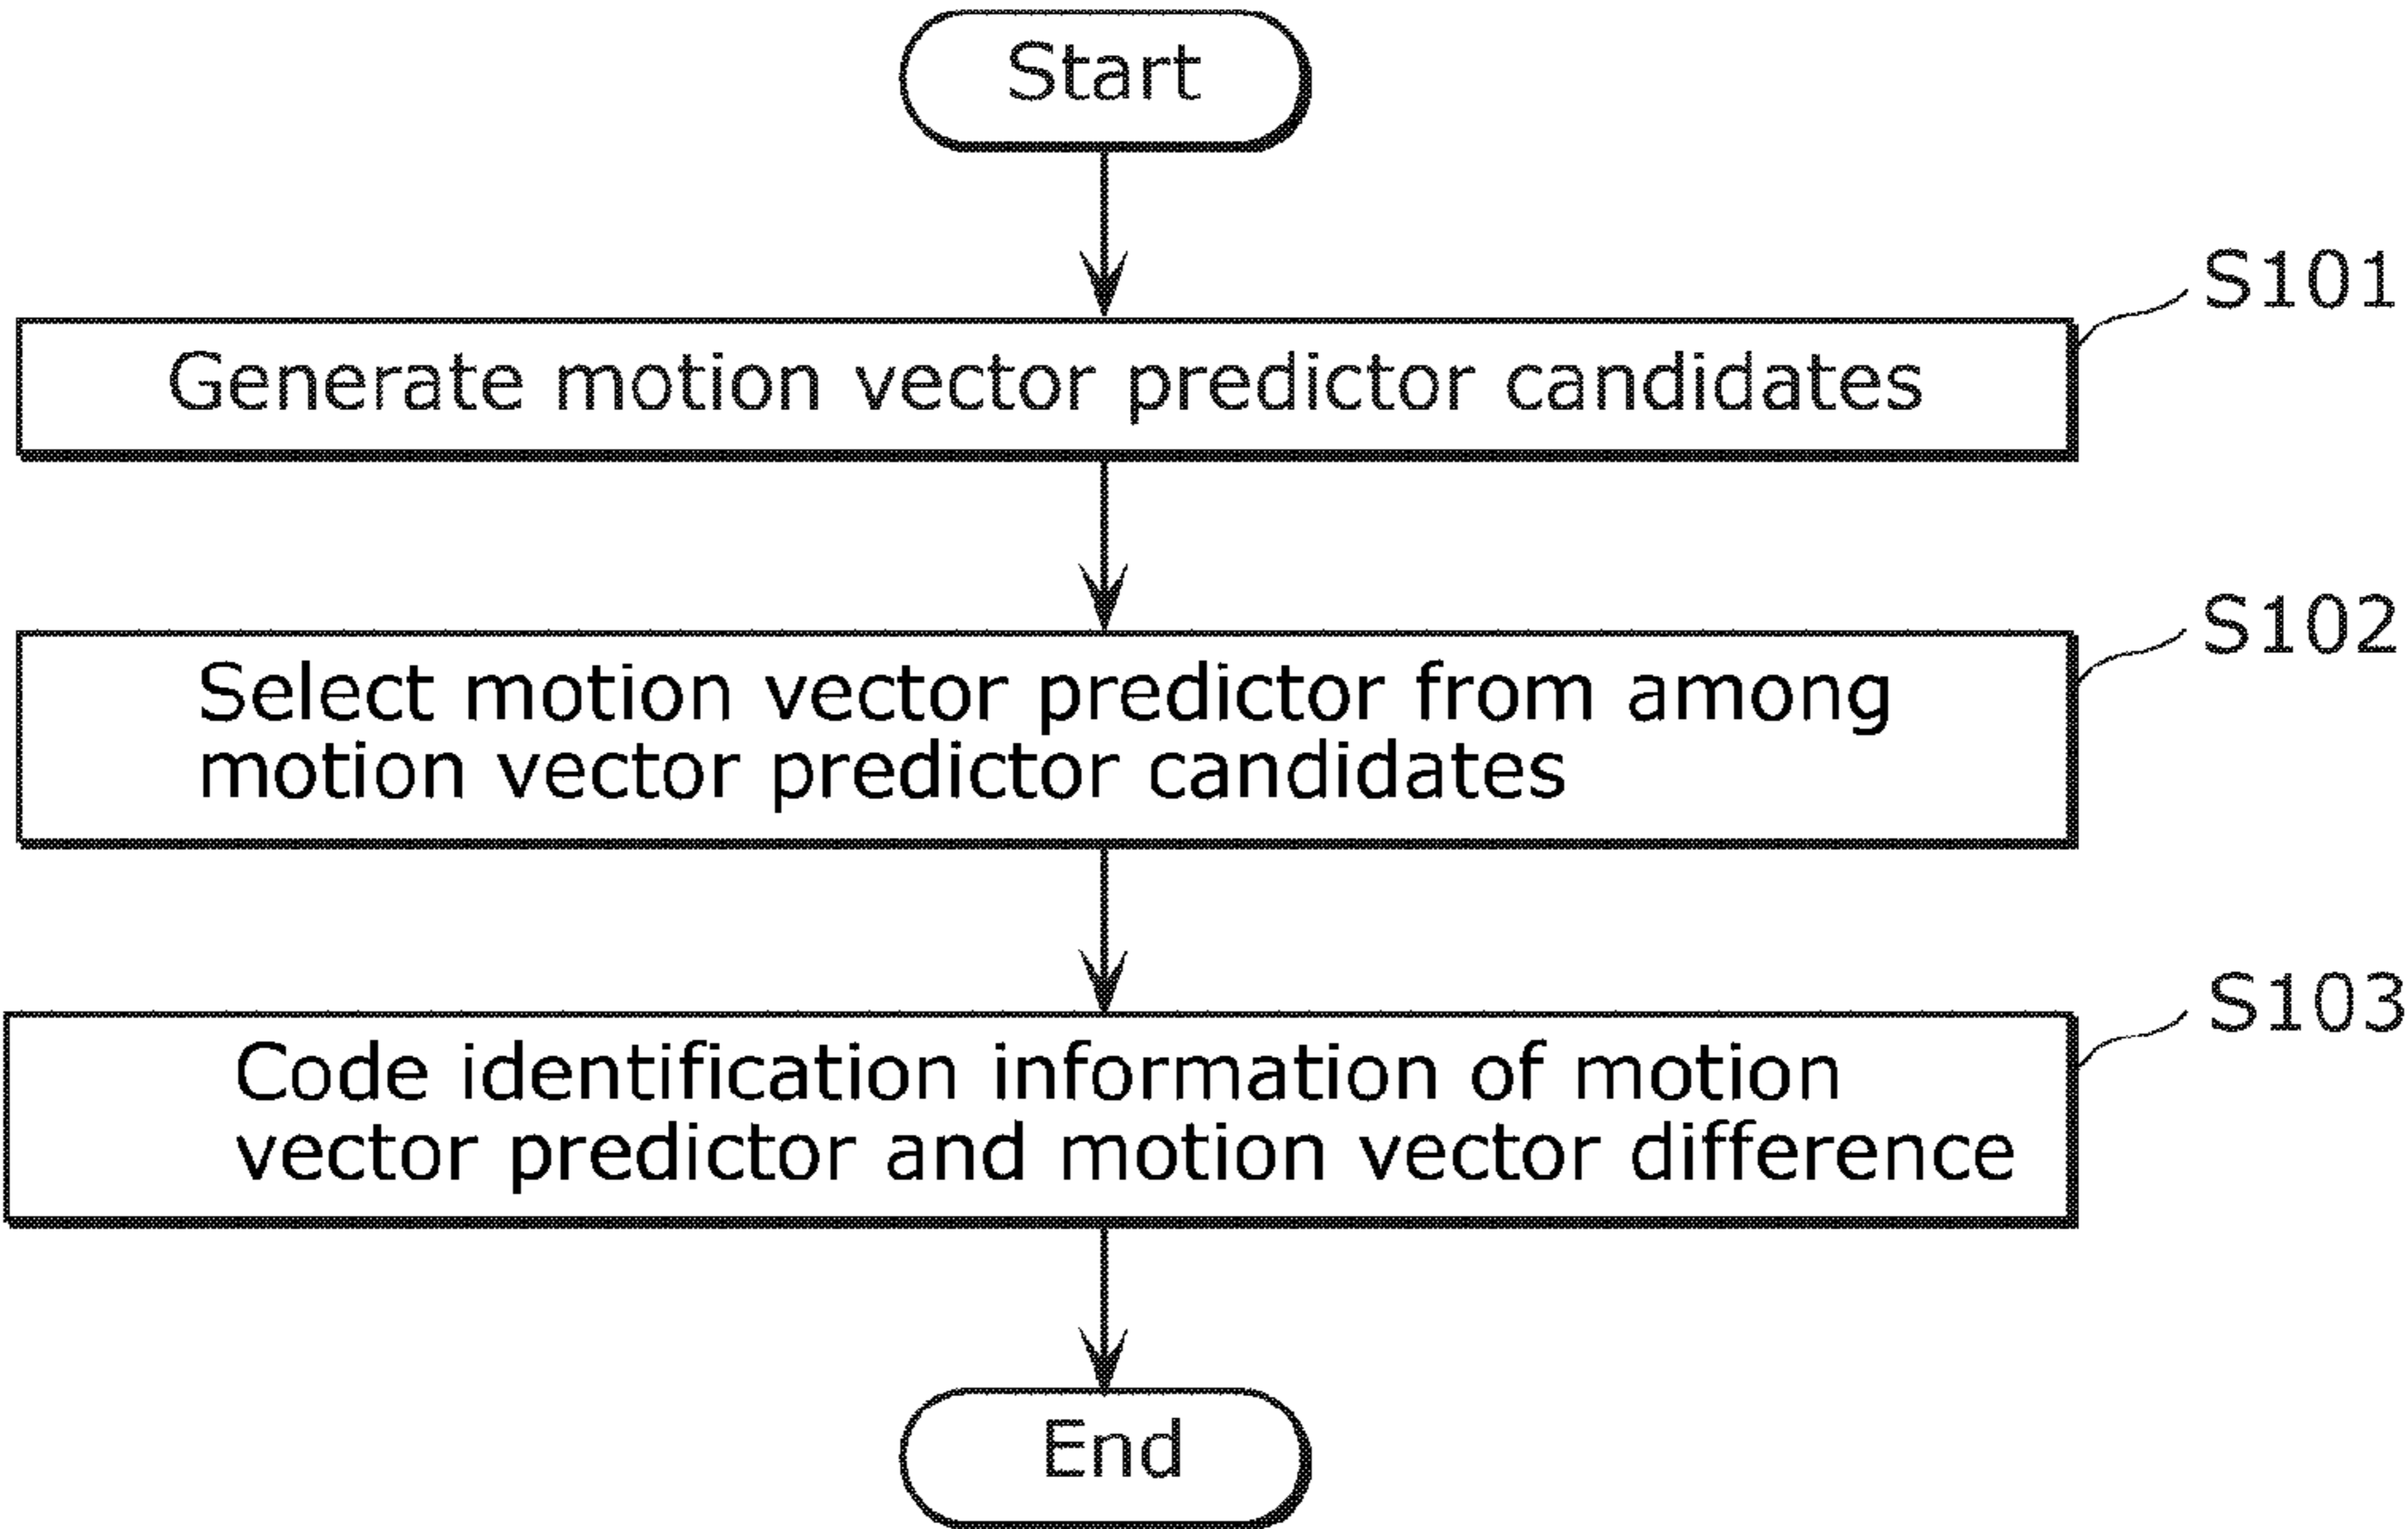 Start
S101
Generate motion vector predictor candidates
S102
Select motion vector predictor from among
motion vector predictor candidates
S103
Code identification information of motion
vector predictor and motion vector difference
End